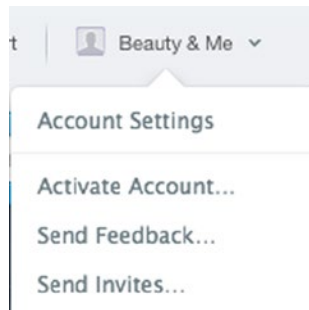 t
Beauty & Me
Account Settings
Activate Account...
Send Feedback...
Send Invites...